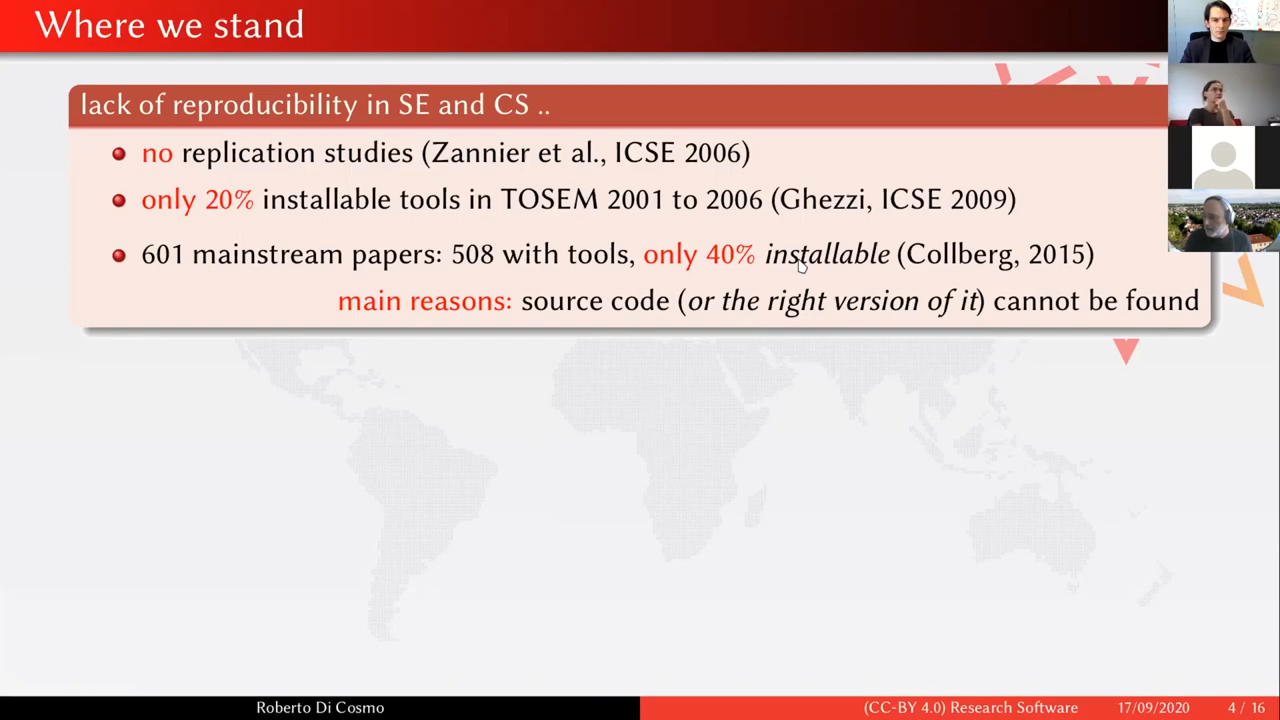 Where we stand
lack of reproducibility in SE and CS ..
no replication studies (Zannier et al., ICSE 2006)
only 20% installable tools in TOSEM 2001 to 2006 (Ghezzi, ICSE 2009)
601 mainstream papers: 508 with tools, only 40% installable (Collberg, 2015)
main reasons: source code (or the right version of it) cannot be found
Roberto Di Cosmo
(CC-BY 4.0) Research Software
17/09/2020
4 / 16